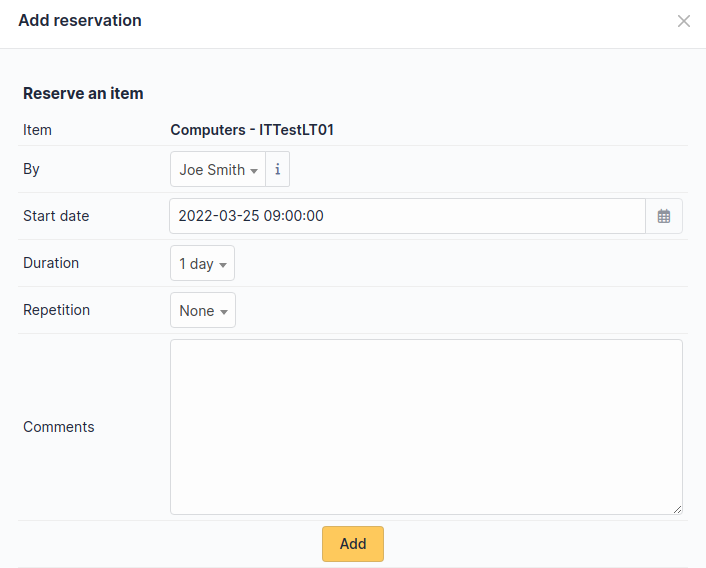 Add reservation
Reserve an item
Item Computers - ITTestLT01
By Joe Smith i
Start date 2022-03-25 09:00:00
Duration 1 day
Repetition None
Comments
Add